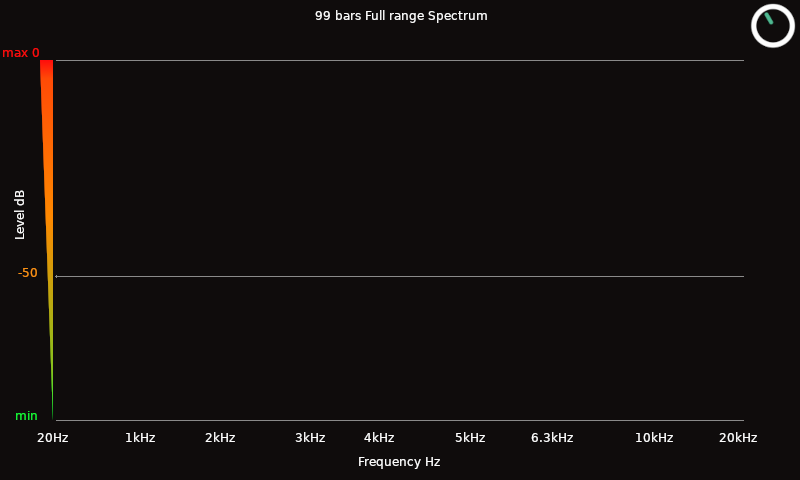 99 bars Full range Spectrum
max 0
Level dB
-50
min
20Hz 1kHz 2kHz 3kHz 4kHz 5kHz 6.3kHz 10kHz 20kHz
Frequency Hz